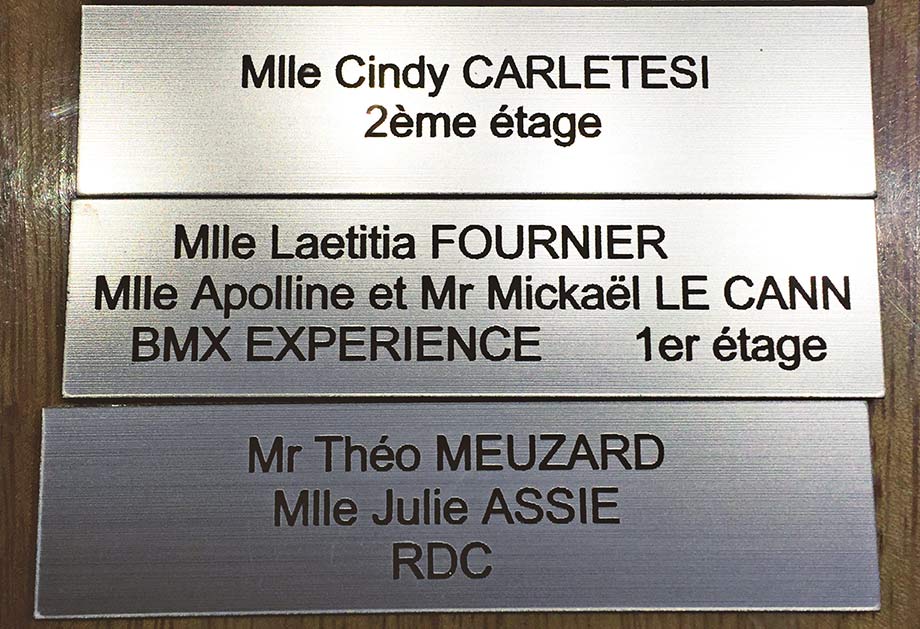 Mlle Cindy CARLETESI
2ème étage
Mlle Laetitia FOURNIER
Mlle Apolline et Mr Mickaël LE CANN
BMX EXPERIENCE 1er étage
Mr Théo MEUZARD
Mlle Julie ASSIE
RDC